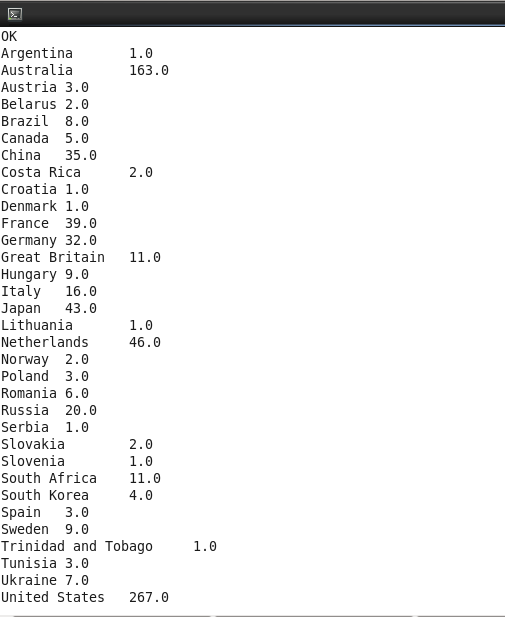 OK
Argentina 1.0
Australia 163.0
Austria 3.0
Belarus 2.0
Brazil 8.0
Canada 5.0
China 35.0
Costa Rica 2.0
Croatia 1.0
Denmark 1.0
France 39.0
Germany 32.0
Great Britain 11.0
Hungary 9.0
Italy 16.0
Japan 43.0
Lithuania 1.0
Netherlands 46.0
Norway 2.0
Poland 3.0
Romania 6.0
Russia 20.0
Serbia 1.0
Slovakia 2.0
Slovenia 1.0
South Africa 11.0
South Korea 4.0
Spain 3.0
Sweden 9.0
Trinidad and Tobago 1.0
Tunisia 3.0
Ukraine 7.0
United States 267.0